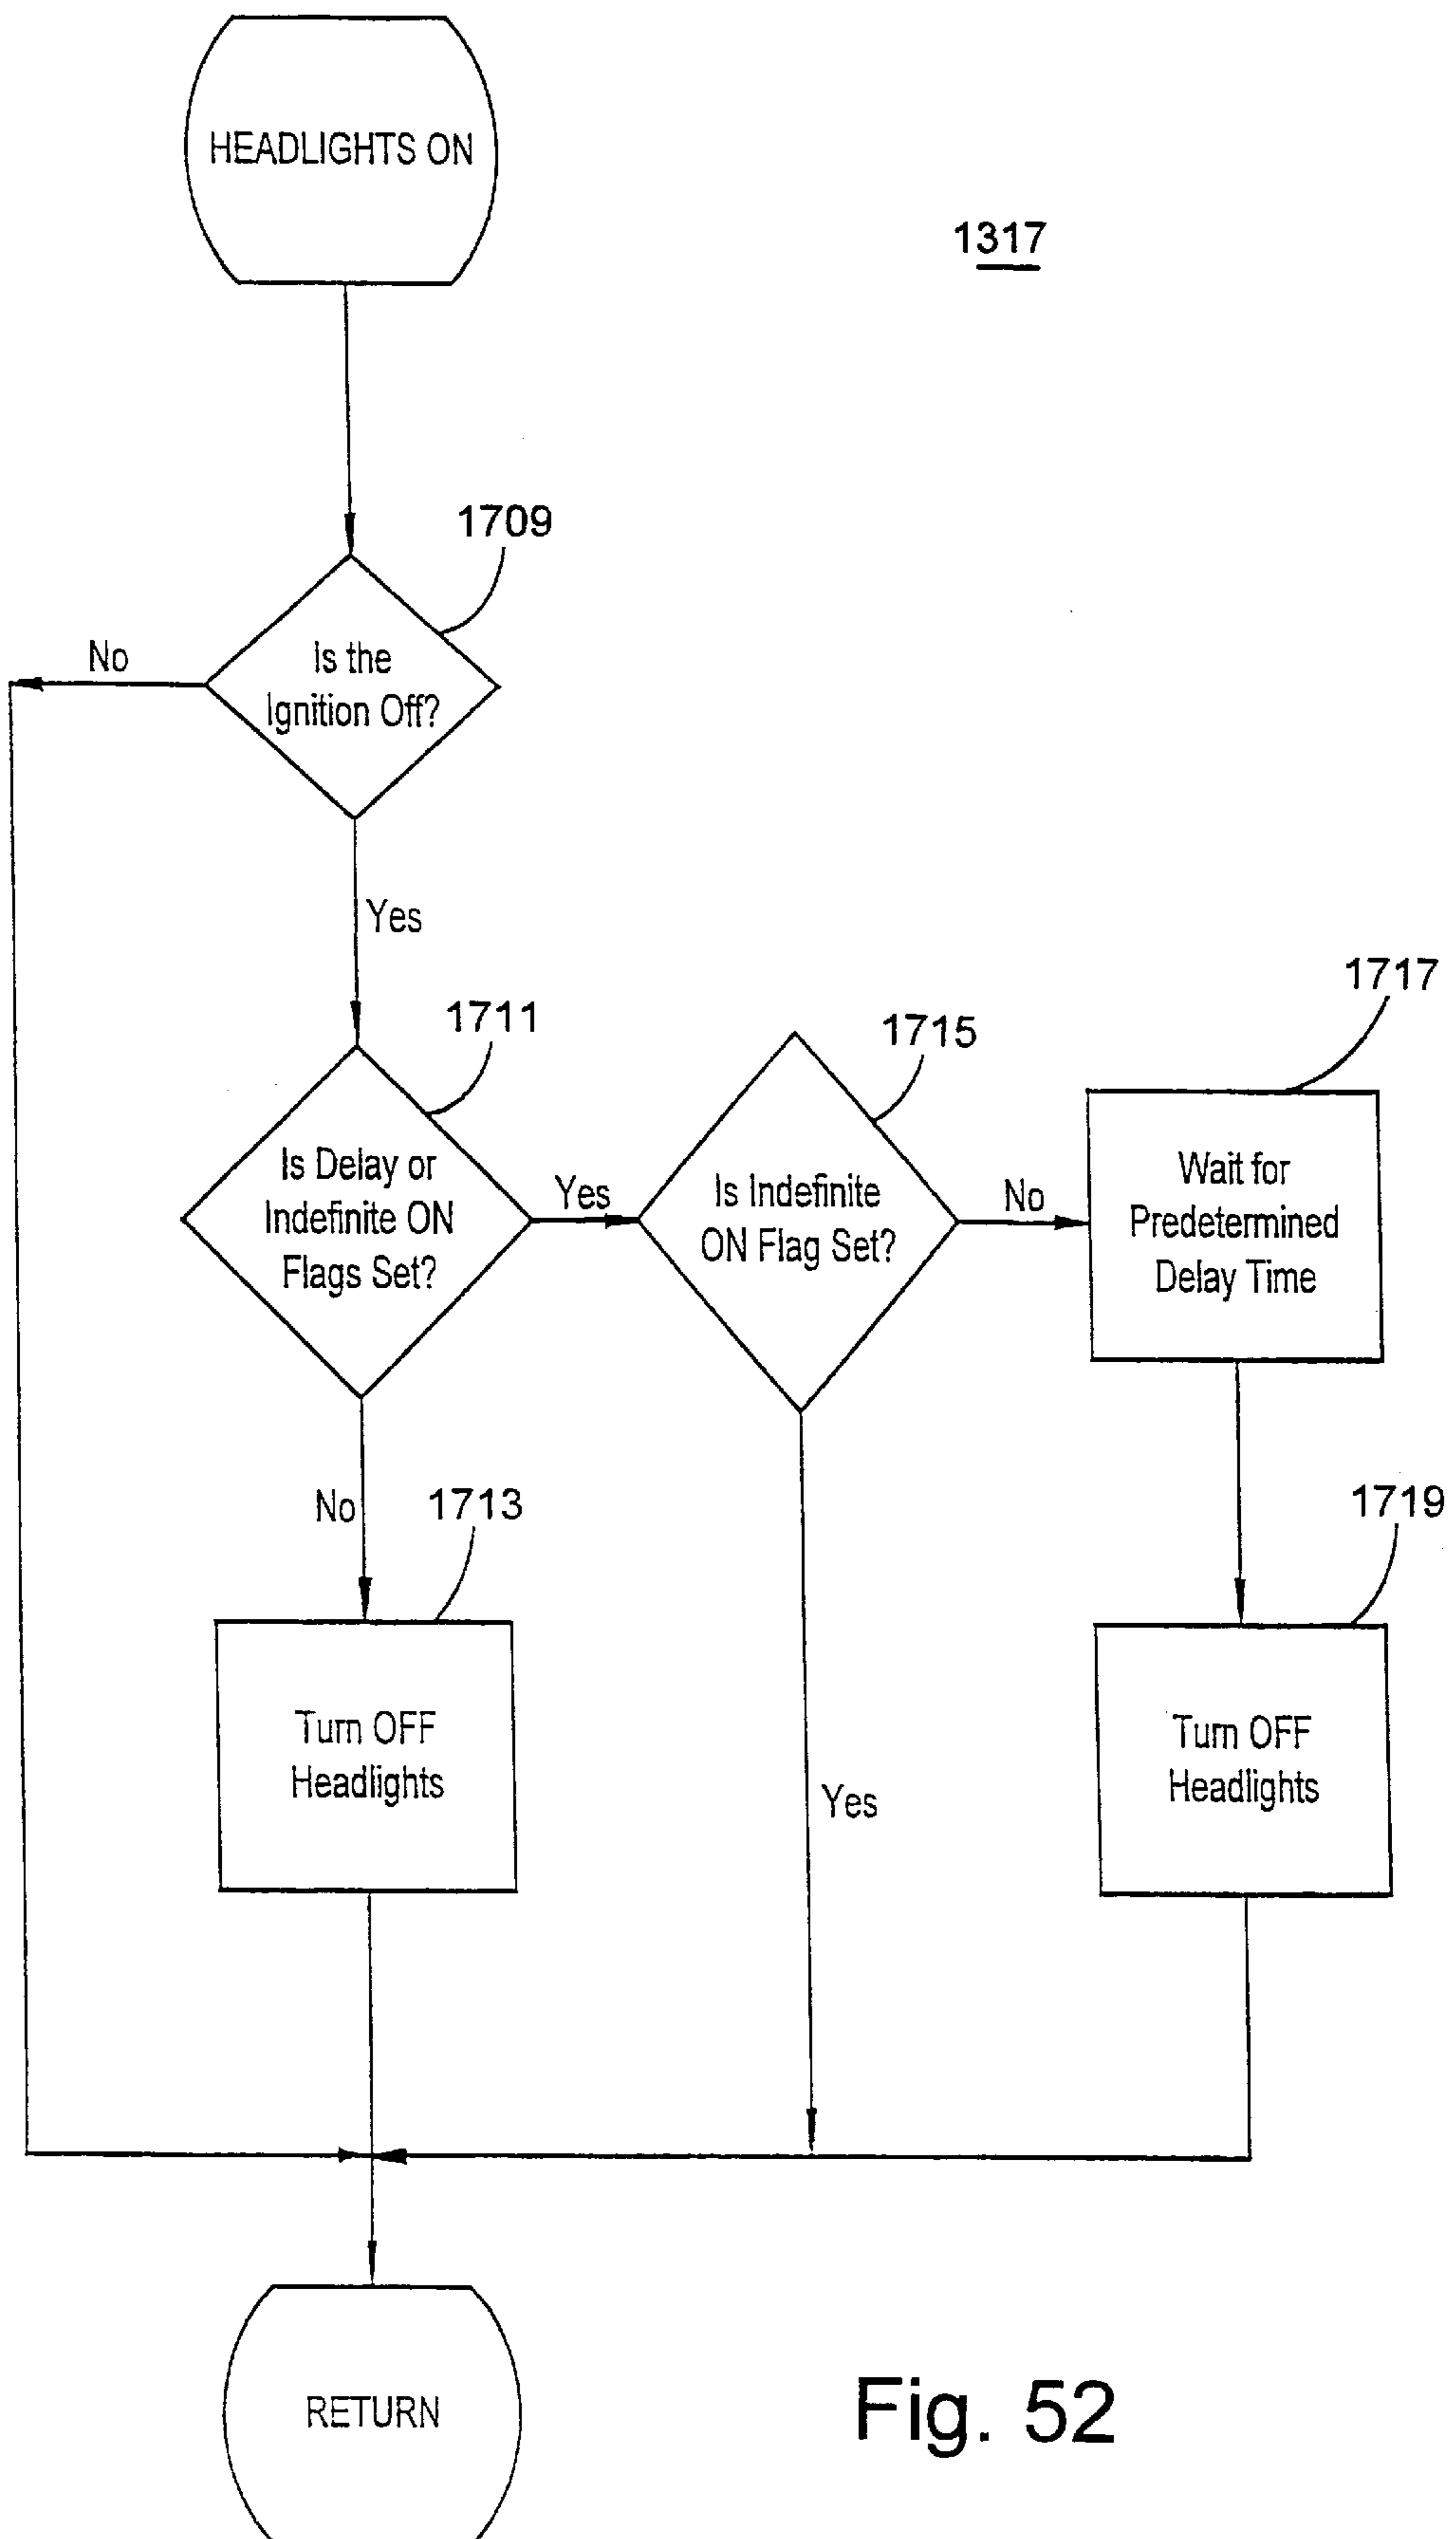 HEADLIGHTS ON
1317
1709
Is the
Ignition Off?
No
Yes
1711
Is Delay or
Indefinite ON
Flags Set?
Yes
1715
Is Indefinite
ON Flag Set?
No
1717
Wait for
Predetermined
Delay Time
No
1713
Turn OFF
Headlights
Yes
1719
Turn OFF
Headlights
RETURN
Fig. 52